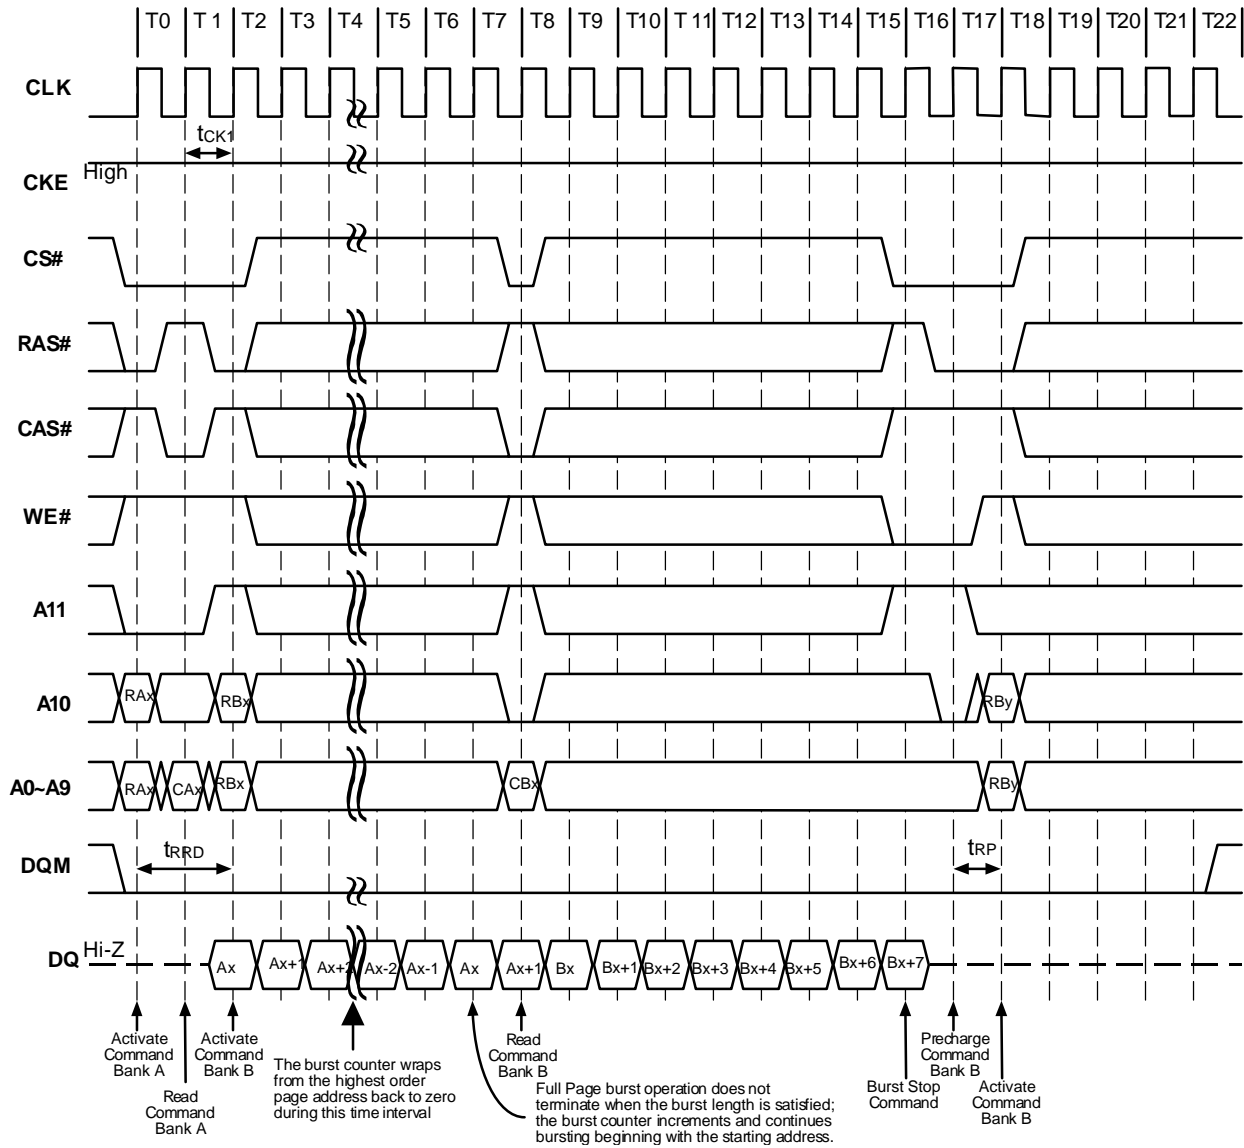 T0 T 1 T2 T3 T4 T5 T6 T7 T8 T9 T10 T 11 T12 T13 T14 T15 T16 T17 T18 T19 T20 T21 T22
CLK
tCK1
High
CKE
CS#
RAS#
CAS#
WE#
A11
A10 RAx RBx RBy
A0~A9 RAx CAx RBx CBx RBy
DQM tRRD tRP
DQ Hi-Z Ax Ax+1 Ax+2 Ax-2 Ax-1 Ax Ax+1 Bx Bx+1 Bx+2 Bx+3 Bx+4 Bx+5 Bx+6 Bx+7
Activate
Command
Bank A
Read
Command
Bank A
Activate
Command
Bank B
The burst counter wraps
from the highest order
page address back to zero
during this time interval
Full Page burst operation does not
terminate when the burst length is satisfied;
the burst counter increments and continues
bursting beginning with the starting address.
Read
Command
Bank B
Burst Stop
Command
Precharge
Command
Bank B
Activate
Command
Bank B